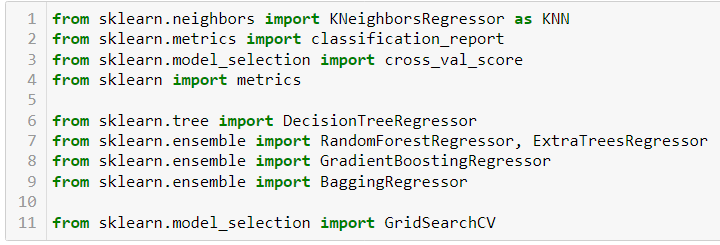 1 from sklearn.neighbors import KNeighborsRegressor as KNN
2 from sklearn.metrics import classification_report
3 from sklearn.model_selection import cross_val_score
4 from sklearn import metrics
5
6 from sklearn.tree import DecisionTreeRegressor
7 from sklearn.ensemble import RandomForestRegressor, ExtraTreesRegressor
8 from sklearn.ensemble import GradientBoostingRegressor
9 from sklearn.ensemble import BaggingRegressor
10
11 from sklearn.model_selection import GridSearchCV